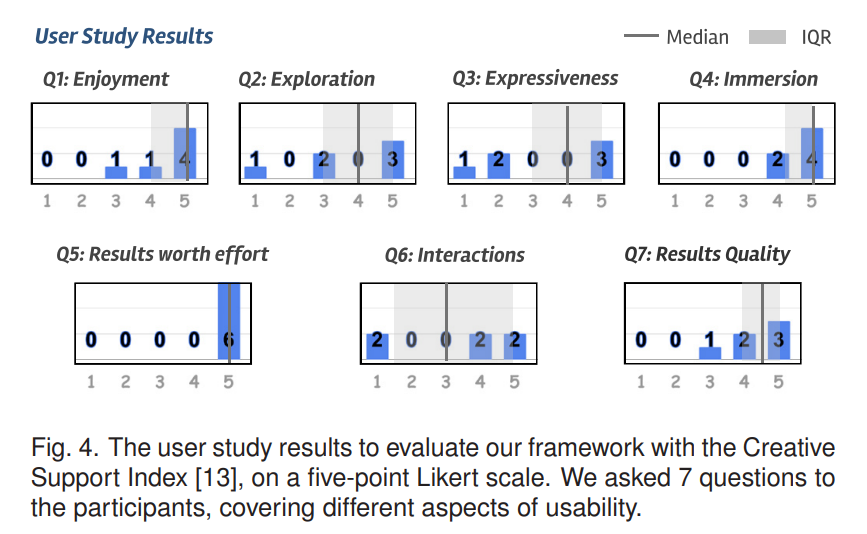 User Study Results
Median IQR
Q1: Enjoyment Q2: Exploration Q3: Expressiveness Q4: Immersion
0 0 1 1 4 1 0 2 0 3 1 2 0 0 3 0 0 0 2 4
1 2 3 4 5 1 2 3 4 5 1 2 3 4 5 1 2 3 4 5
Q5: Results worth effort Q6: Interactions Q7: Results Quality
0 0 0 0 6 2 0 0 2 2 0 0 1 2 3
1 2 3 4 5 1 2 3 4 5 1 2 3 4 5
Fig. 4. The user study results to evaluate our framework with the Creative
Support Index [13], on a five-point Likert scale. We asked 7 questions to
the participants, covering different aspects of usability.